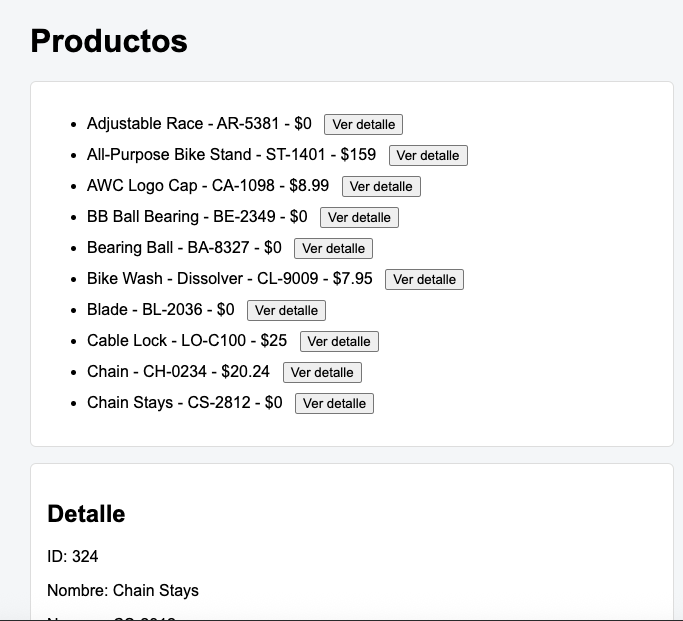 Productos
Adjustable Race - AR-5381 - $0 Ver detalle
All-Purpose Bike Stand - ST-1401 - $159 Ver detalle
AWC Logo Cap - CA-1098 - $8.99 Ver detalle
BB Ball Bearing - BE-2349 - $0 Ver detalle
Bearing Ball - BA-8327 - $0 Ver detalle
Bike Wash - Dissolver - CL-9009 - $7.95 Ver detalle
Blade - BL-2036 - $0 Ver detalle
Cable Lock - LO-C100 - $25 Ver detalle
Chain - CH-0234 - $20.24 Ver detalle
Chain Stays - CS-2812 - $0 Ver detalle
Detalle
ID: 324
Nombre: Chain Stays